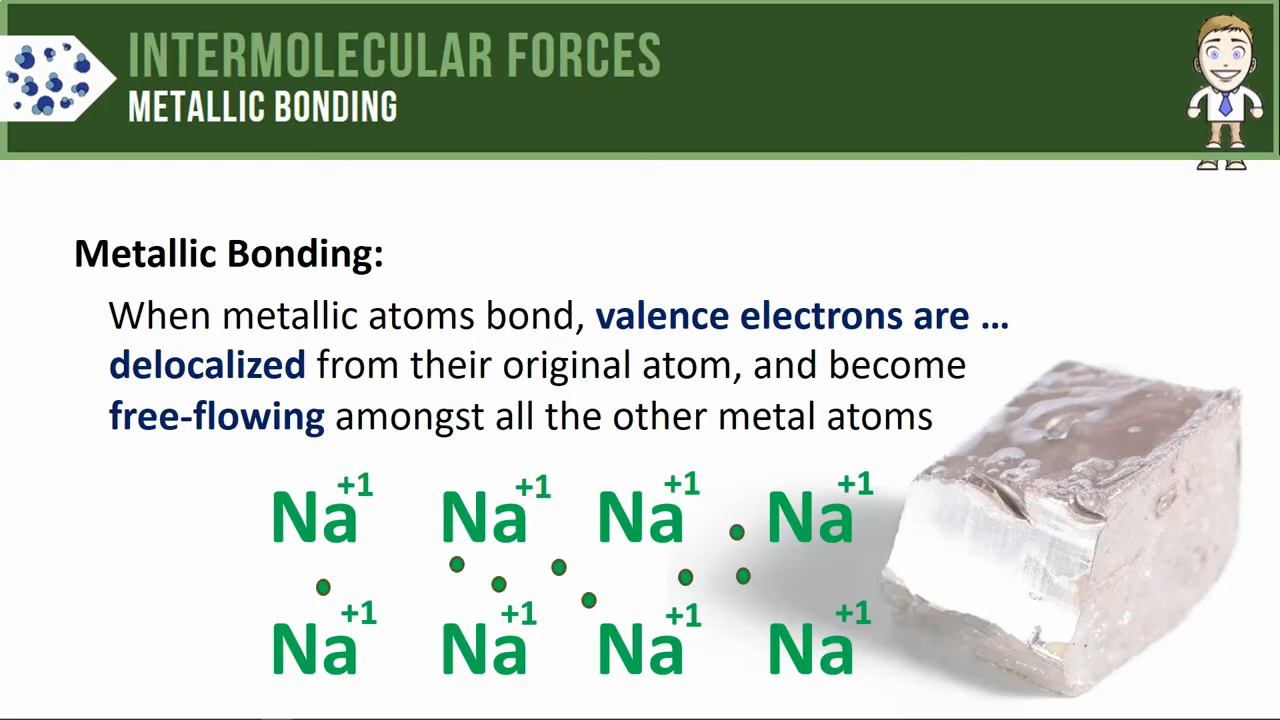 INTERMOLECULAR FORCES
METALLIC BONDING
Metallic Bonding:
When metallic atoms bond, valence electrons are ...
delocalized from their original atom, and become
free-flowing amongst all the other metal atoms
Na+1 Na+1 Na+1 Na+1
Na+1 Na+1 Na+1 Na+1